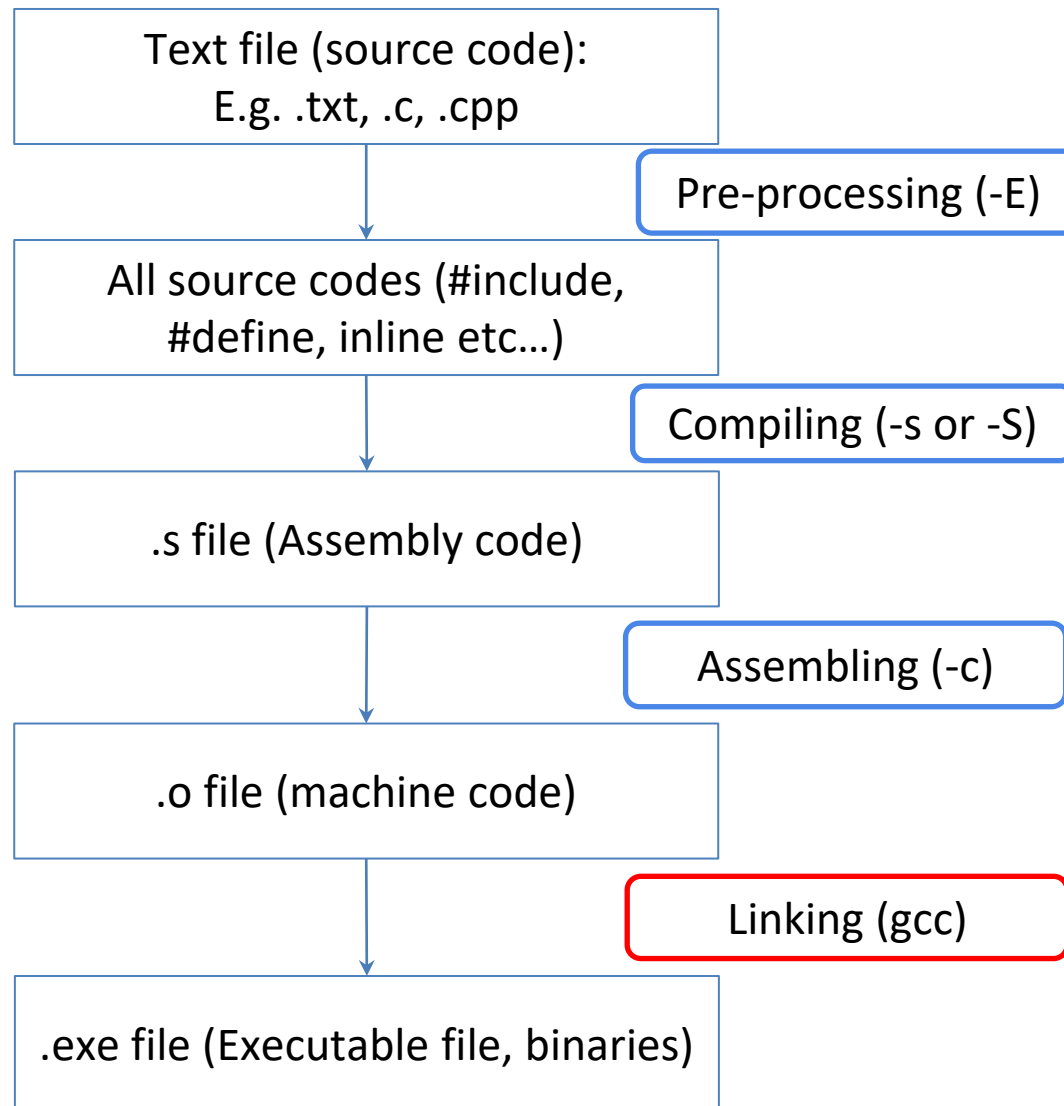 Text file (source code):
E.g. .txt, .c, .cpp
Pre-processing (-E)
All source codes (#include,
#define, inline etc…)
Compiling (-s or -S)
.s file (Assembly code)
Assembling (-c)
.o file (machine code)
Linking (gcc)
.exe file (Executable file, binaries)